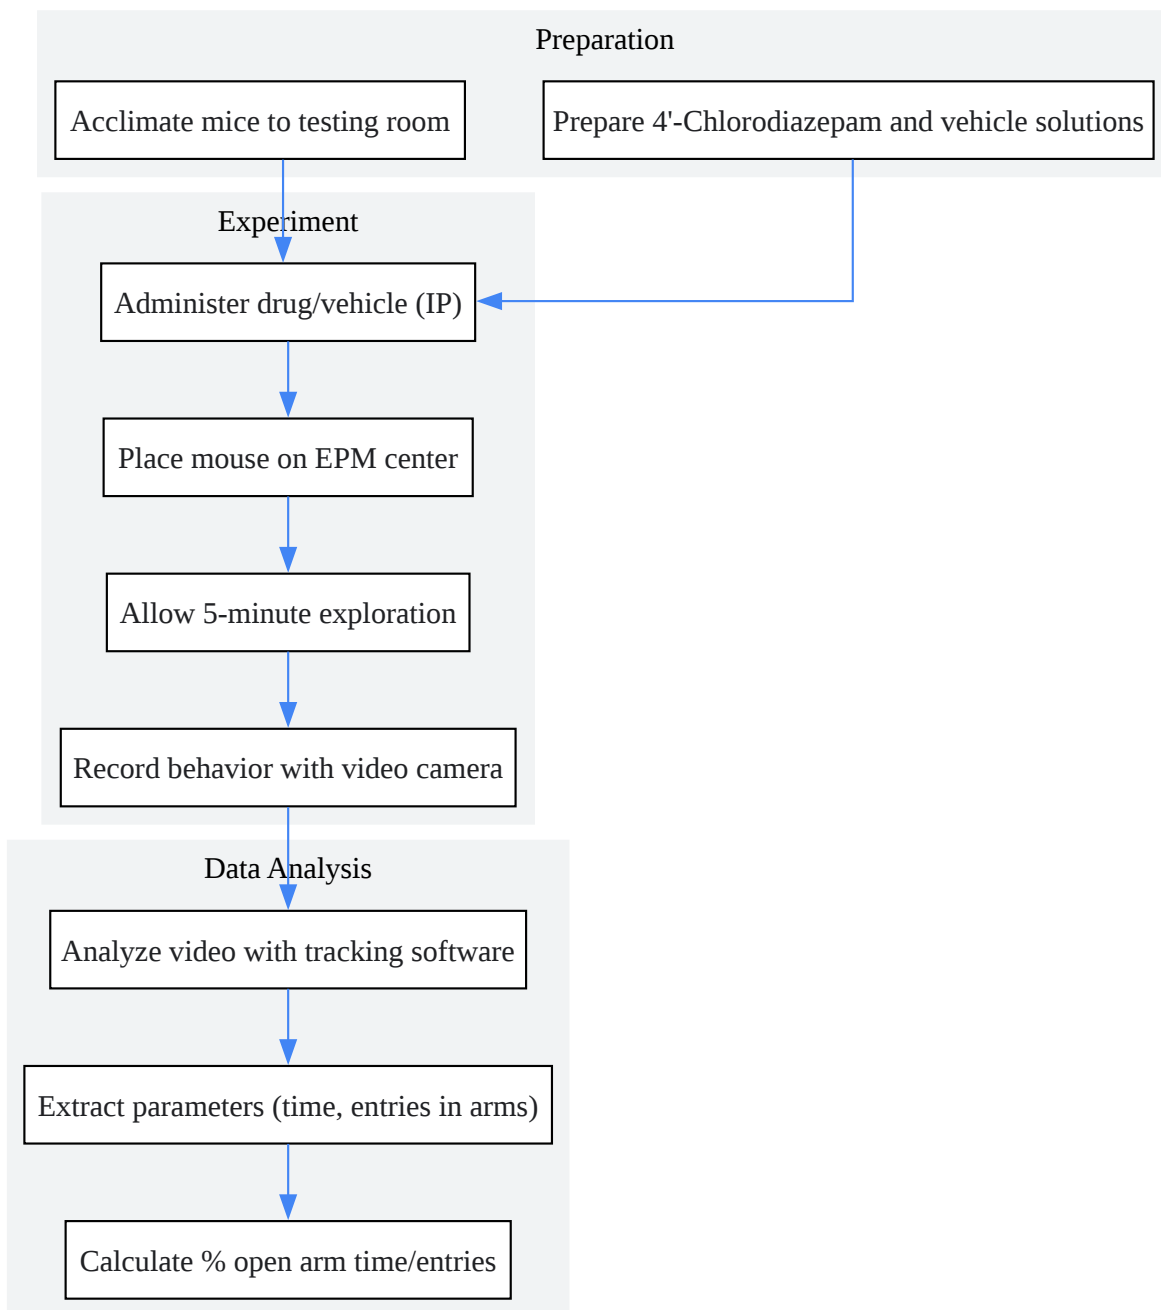 Preparation
Acclimate mice to testing room
Prepare 4'-Chlorodiazepam and vehicle solutions
Experiment
Administer drug/vehicle (IP)
Place mouse on EPM center
Allow 5-minute exploration
Record behavior with video camera
Data Analysis
Analyze video with tracking software
Extract parameters (time, entries in arms)
Calculate % open arm time/entries